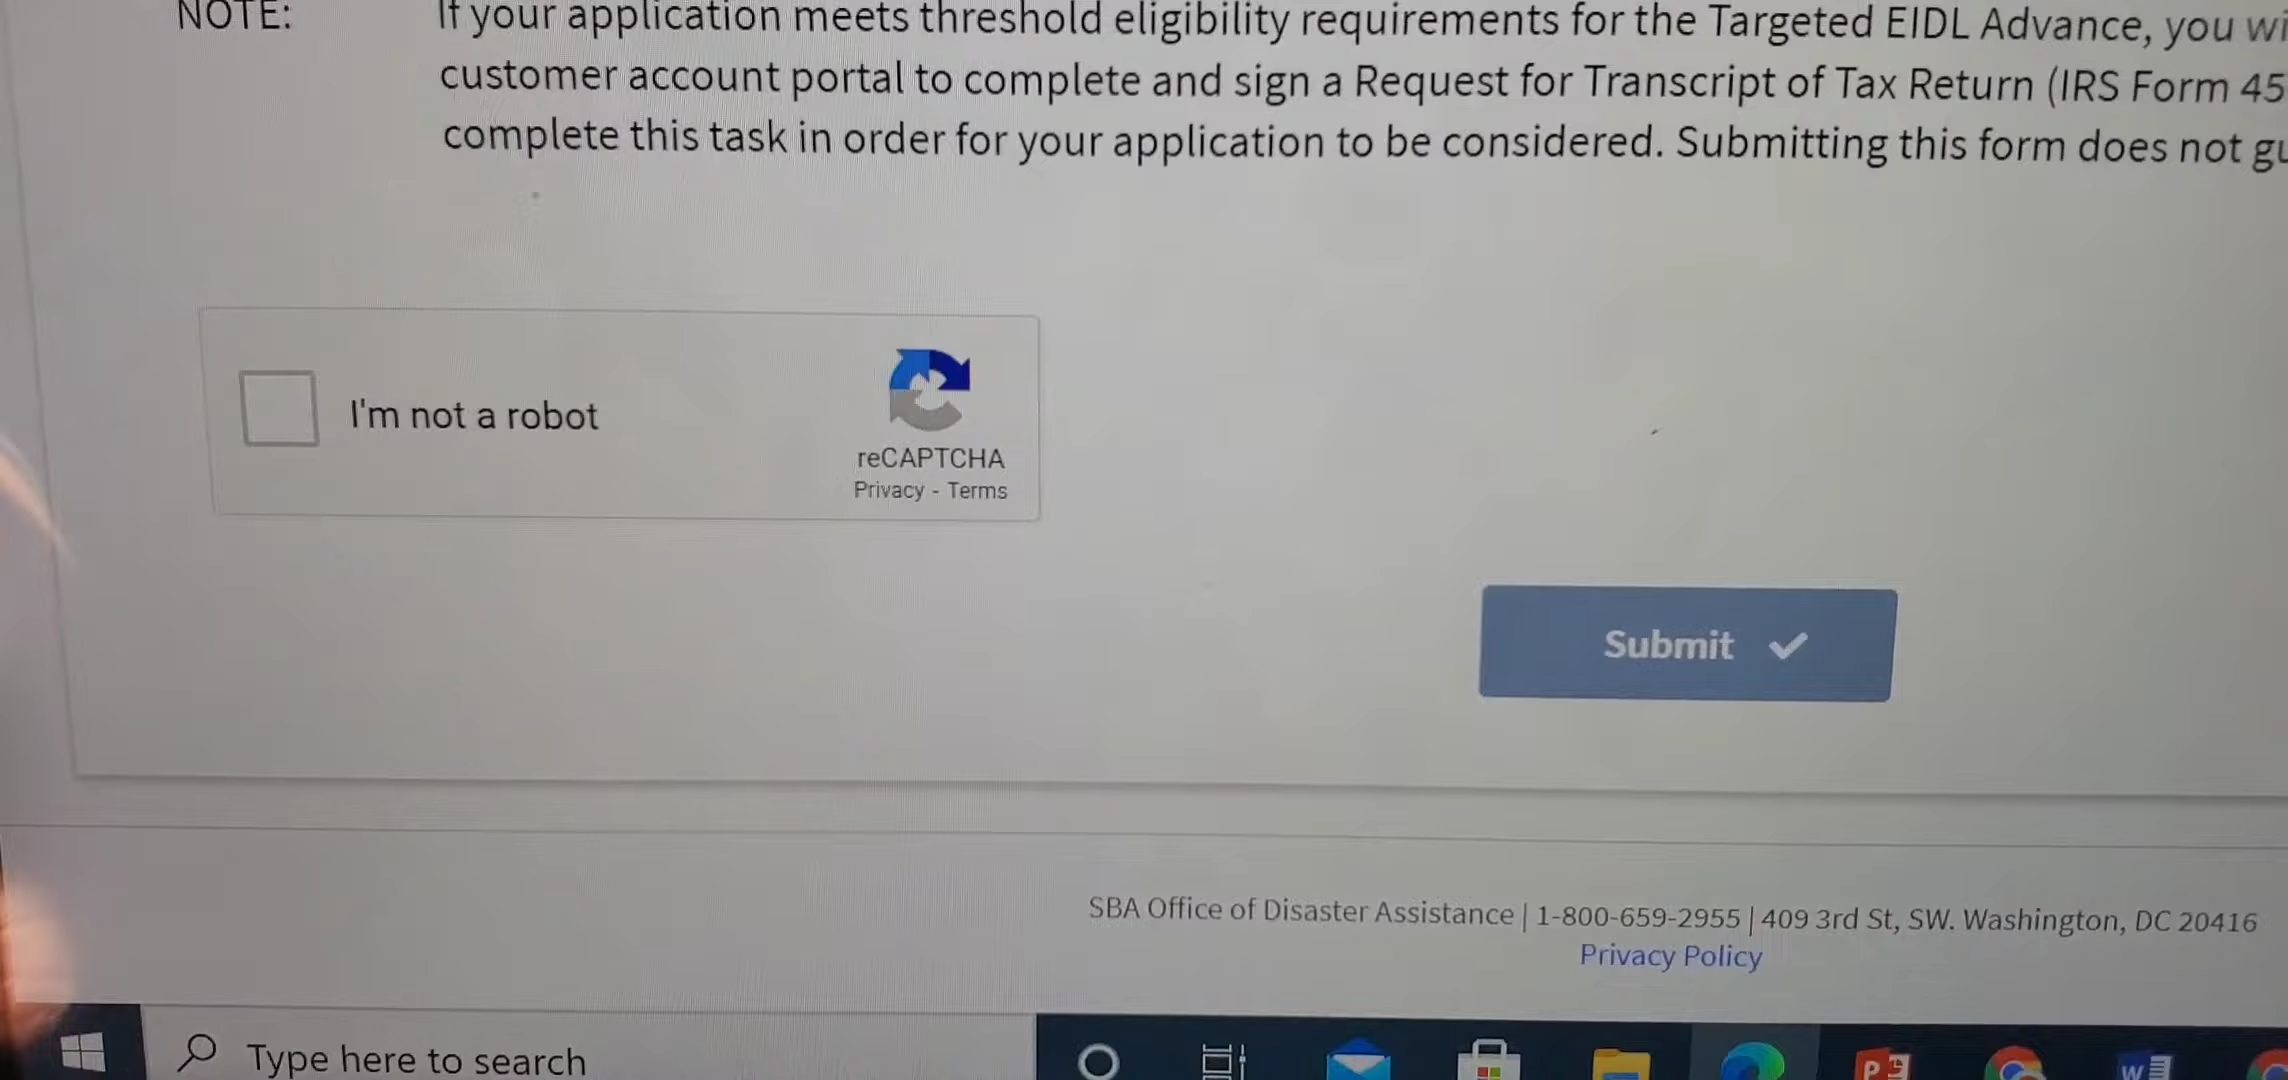 NOTE: If your application meets threshold eligibility requirements for the Targeted EIDL Advance, you
customer account portal to complete and sign a Request for Transcript of Tax Return (IRS Form 45
complete this task in order for your application to be considered. Submitting this form does not
I'm not a robot
reCAPTCHA
Privacy - Terms
Submit
SBA Office of Disaster Assistance | 1-800-659-2955 | 409 3rd St, SW. Washington, DC 20416
Privacy Policy
Type here to search